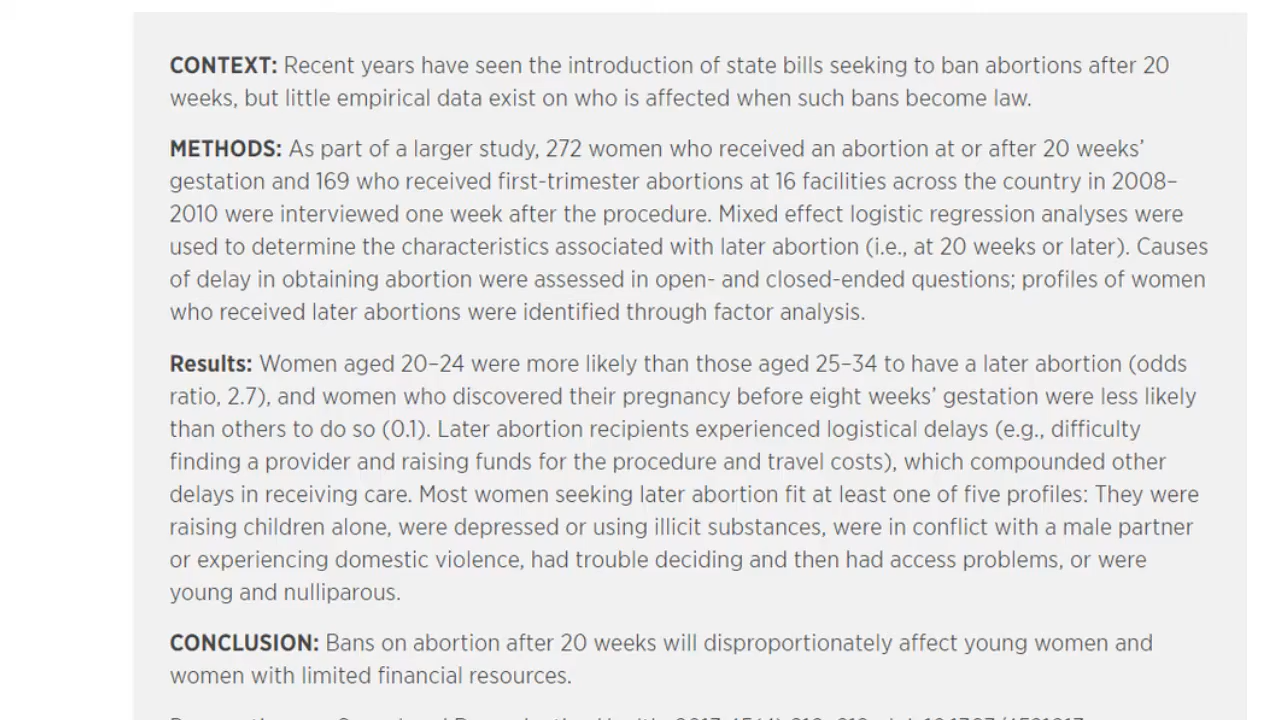 CONTEXT: Recent years have seen the introduction of state bills seeking to ban abortions after 20
weeks, but little empirical data exist on who is affected when such bans become law.
METHODS: As part of a larger study, 272 women who received an abortion at or after 20 weeks’
gestation and 169 who received first-trimester abortions at 16 facilities across the country in 2008–
2010 were interviewed one week after the procedure. Mixed effect logistic regression analyses were
used to determine the characteristics associated with later abortion (i.e., at 20 weeks or later). Causes
of delay in obtaining abortion were assessed in open- and closed-ended questions; profiles of women
who received later abortions were identified through factor analysis.
Results: Women aged 20–24 were more likely than those aged 25–34 to have a later abortion (odds
ratio, 2.7), and women who discovered their pregnancy before eight weeks’ gestation were less likely
than others to do so (0.1). Later abortion recipients experienced logistical delays (e.g., difficulty
finding a provider and raising funds for the procedure and travel costs), which compounded other
delays in receiving care. Most women seeking later abortion fit at least one of five profiles: They were
raising children alone, were depressed or using illicit substances, were in conflict with a male partner
or experiencing domestic violence, had trouble deciding and then had access problems, or were
young and nulliparous.
CONCLUSION: Bans on abortion after 20 weeks will disproportionately affect young women and
women with limited financial resources.